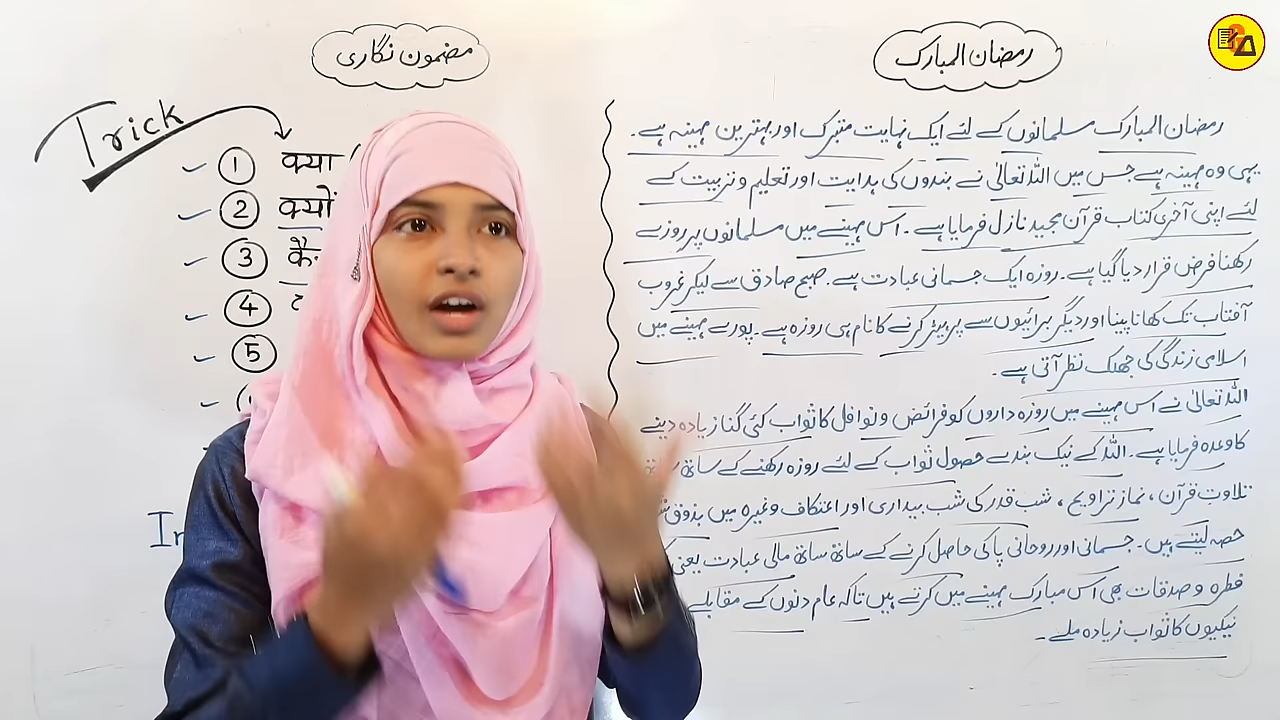 مضمون نگاری
Trick
1 क्या
2 क्यों
3
4
5
رمضان المبارک
رمضان المبارک مسلمانوں کے لئے ایک نہایت متبرک اور بہترین مہینہ ہے۔
یہی وہ مہینہ ہے جس میں اللہ تعالیٰ نے بندوں کی ہدایت اور تعلیم و تربیت کے
لئے اپنی آخری کتاب قرآن مجید نازل فرمایا ہے۔ اس مہینے میں مسلمانوں پر روزے
رکھنا فرض قرار دیا گیا ہے۔ روزہ ایک جسمانی عبادت ہے۔ صبح صادق سے لیکر غروب
آفتاب تک کھانا پینا اور دیگر برائیوں سے پرہیز کرنے کا نام ہی روزہ ہے۔ پورے مہینے میں
اسلامی زندگی کی جھلک نظر آتی ہے۔
اللہ تعالیٰ نے اس مہینے میں روزہ داروں کو فرائض و نوافل کا ثواب کئی گنا زیادہ دینے
کا وعدہ فرمایا ہے۔ اللہ کے نیک بندے حصول ثواب کے لئے روزہ رکھنے کے ساتھ
تلاوت قرآن، نماز تراویح، شب قدر کی شب بیداری اور اعتکاف وغیرہ میں بذوق
حصہ لیتے ہیں۔ جسمانی اور روحانی پاکی حاصل کرنے کے ساتھ ساتھ مالی عبادت یعنی
فطرہ و صدقات بھی اس مبارک مہینے میں کرتے ہیں تاکہ عام دنوں کے مقابلے
نیکیوں کا ثواب زیادہ ملے۔